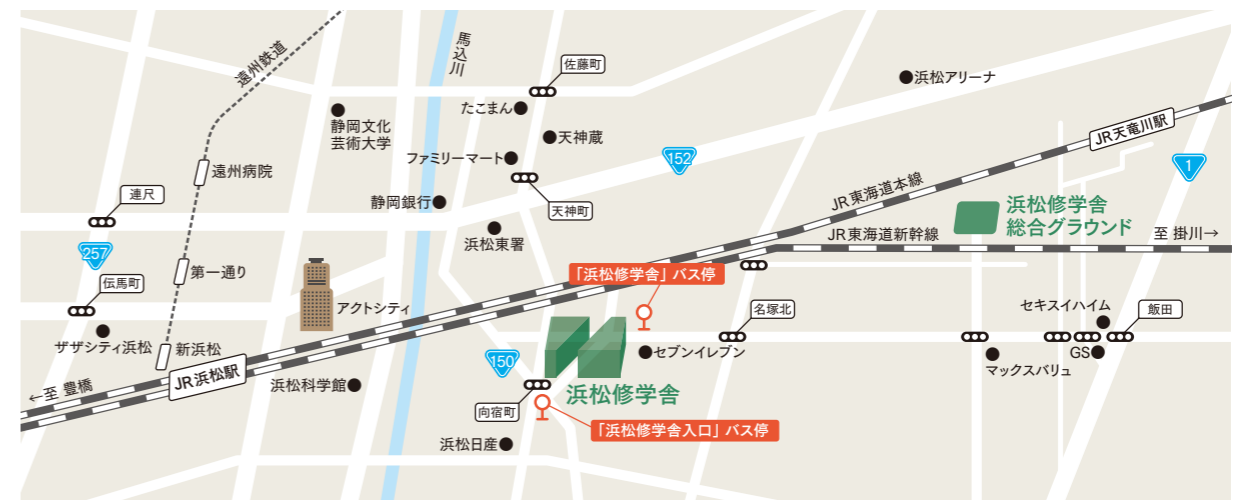 遠州鉄道
馬込川
佐藤町
浜松アリーナ
たこまん
静岡文化
芸術大学
天神蔵
JR天竜川駅
ファミリーマート
152
1
遠州病院
連尺
静岡銀行
天神町
JR東海道本線
浜松修学舎
総合グラウンド
浜松東署
JR東海道新幹線
至 掛川→
257
第一通り
「浜松修学舎」バス停
伝馬町
アクトシティ
名塚北
セキスイハイム
飯田
ザザシティ浜松
新浜松
セブンイレブン
GS
150
マックスバリュ
JR浜松駅
←至 豊橋
浜松科学館
浜松修学舎
向宿町
「浜松修学舎入口」バス停
浜松日産